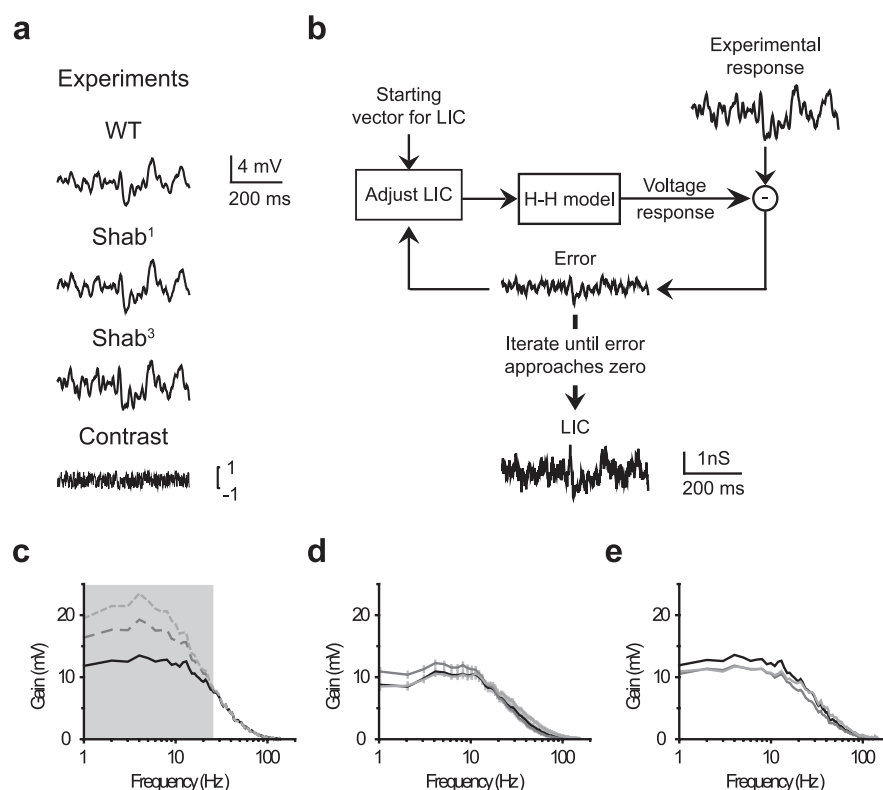 a
Experiments
WT
4 mV
200 ms
Shab¹
Shab³
Contrast
1
-1
b
Experimental
response
Starting
vector for LIC
Adjust LIC
H-H model
Voltage
response
-
Error
Iterate until error
approaches zero
LIC
1nS
200 ms
c
Gain (mV)
20
10
0
1
10
100
Frequency (Hz)
d
Gain (mV)
20
10
0
1
10
100
Frequency (Hz)
e
Gain (mV)
20
10
0
1
10
100
Frequency (Hz)